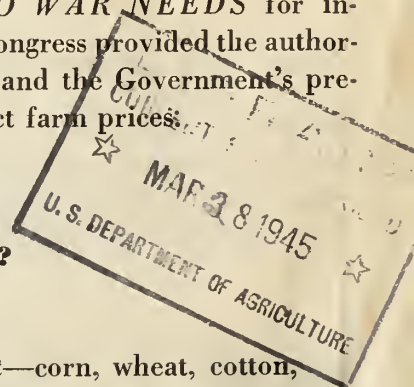 O WAR NEEDS for in-
ongress provided the author-
and the Government's pre-
ct farm prices.
☆ MAR 8 1945 ☆
U. S. DEPARTMENT OF AGRICULTURE
?
t—corn, wheat, cotton,